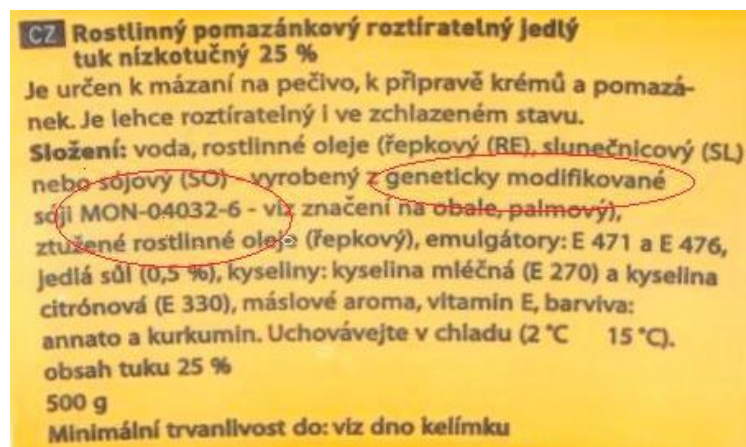 CZ Rostlinný pomazánkový roztíratelný jedlý
tuk nízkotučný 25 %
Je určen k mázaní na pečivo, k přípravě krémů a pomazá-
nek. Je lehce roztíratelný i ve zchlazeném stavu.
Složení: voda, rostlinné oleje (řepkový (RE), slunečnicový (SL)
nebo sójový (SO) - vyrobený z geneticky modifikované
sóji MON-04032-6 - viz značení na obale, palmový),
ztužené rostlinné oleje (řepkový), emulgátory: E 471 a E 476,
jedlá sůl (0,5 %), kyseliny: kyselina mléčná (E 270) a kyselina
citrónová (E 330), máslové aroma, vitamin E, barviva:
annato a kurkumin. Uchovávejte v chladu (2 °C 15 °C).
obsah tuku 25 %
500 g
Minimální trvanlivost do: viz dno kelímku